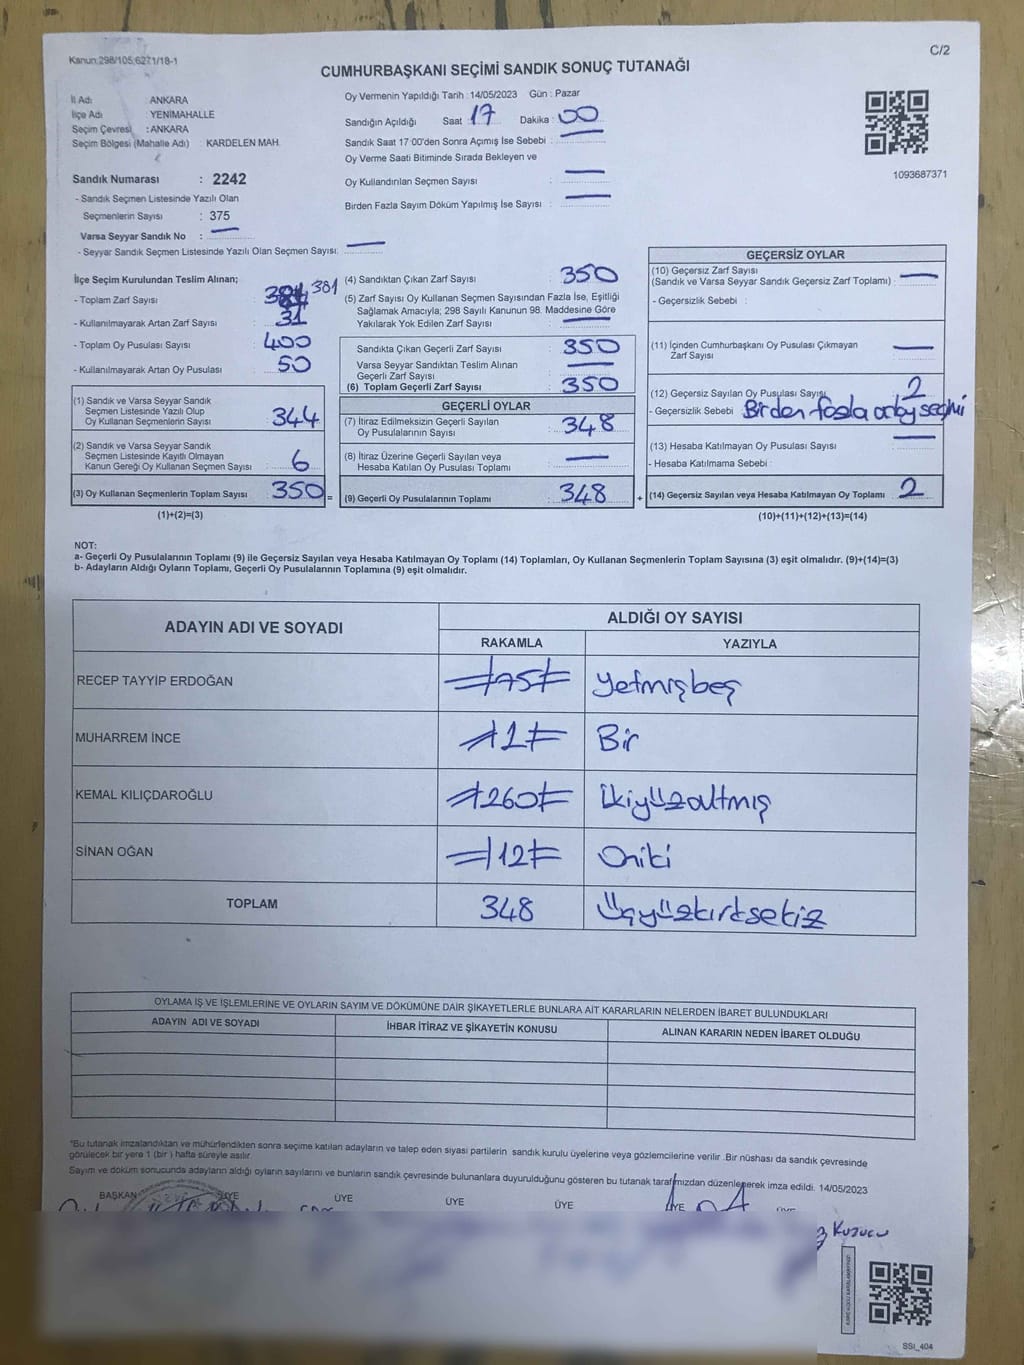 Kanun:298/105;6271/18-1
C/2
CUMHURBAŞKANI SEÇİMİ SANDIK SONUÇ TUTANAĞI
İl Adı: ANKARA
İlçe Adı : YENİMAHALLE
Seçim Çevresi : ANKARA
Seçim Bölgesi (Mahalle Adı) : KARDELEN MAH.
Sandık Numarası : 2242
- Sandık Seçmen Listesinde Yazılı Olan
Seçmenlerin Sayısı : 375
Varsa Seyyar Sandık No :
- Seyyar Sandık Seçmen Listesinde Yazılı Olan Seçmen Sayısı:
Oy Vermenin Yapıldığı Tarih :14/05/2023 Gün : Pazar
Sandığın Açıldığı Saat 17 Dakika : 00
Sandık Saat 17:00'den Sonra Açımış İse Sebebi :
Oy Verme Saati Bitiminde Sırada Bekleyen ve
Oy Kullandırılan Seçmen Sayısı :
Birden Fazla Sayım Döküm Yapılmış İse Sayısı :
1093687371
İlçe Seçim Kurulundan Teslim Alınan;
- Toplam Zarf Sayısı : 381
- Kullanılmayarak Artan Zarf Sayısı : 31
- Toplam Oy Pusulası Sayısı : 400
- Kullanılmayarak Artan Oy Pusulası : 50
(1) Sandık ve Varsa Seyyar Sandık
Seçmen Listesinde Yazılı Olup
Oy Kullanan Seçmenlerin Sayısı : 344
(2) Sandık ve Varsa Seyyar Sandık
Seçmen Listesinde Kayıtlı Olmayan
Kanun Gereği Oy Kullanan Seçmen Sayısı : 6
(3) Oy Kullanan Seçmenlerin Toplam Sayısı : 350 =
(1)+(2)=(3)
(4) Sandıktan Çıkan Zarf Sayısı : 350
(5) Zarf Sayısı Oy Kullanan Seçmen Sayısından Fazla İse, Eşitliği
Sağlamak Amacıyla; 298 Sayılı Kanunun 98. Maddesine Göre
Yakılarak Yok Edilen Zarf Sayısı :
Sandıkta Çıkan Geçerli Zarf Sayısı : 350
Varsa Seyyar Sandıktan Teslim Alınan
Geçerli Zarf Sayısı :
(6) Toplam Geçerli Zarf Sayısı : 350
GEÇERLİ OYLAR
(7) İtiraz Edilmeksizin Geçerli Sayılan
Oy Pusulalarının Sayısı : 348
(8) İtiraz Üzerine Geçerli Sayılan veya
Hesaba Katılan Oy Pusulası Toplamı :
(9) Geçerli Oy Pusulalarının Toplamı : 348 +
GEÇERSİZ OYLAR
(10) Geçersiz Zarf Sayısı
(Sandık ve Varsa Seyyar Sandık Geçersiz Zarf Toplamı) :
- Geçersizlik Sebebi :
(11) İçinden Cumhurbaşkanı Oy Pusulası Çıkmayan
Zarf Sayısı :
(12) Geçersiz Sayılan Oy Pusulası Sayısı : 2
- Geçersizlik Sebebi Birden fazla aday seçimi
(13) Hesaba Katılmayan Oy Pusulası Sayısı :
- Hesaba Katılmama Sebebi :
(14) Geçersiz Sayılan veya Hesaba Katılmayan Oy Toplamı : 2
(10)+(11)+(12)+(13)=(14)
NOT:
a- Geçerli Oy Pusulalarının Toplamı (9) ile Geçersiz Sayılan veya Hesaba Katılmayan Oy Toplamı (14) Toplamları, Oy Kullanan Seçmenlerin Toplam Sayısına (3) eşit olmalıdır. (9)+(14)=(3)
b- Adayların Aldığı Oyların Toplamı, Geçerli Oy Pusulalarının Toplamına (9) eşit olmalıdır.
ADAYIN ADI VE SOYADI ALDIĞI OY SAYISI
RAKAMLA YAZIYLA
RECEP TAYYİP ERDOĞAN 75 Yetmişbeş
MUHARREM İNCE 1 Bir
KEMAL KILIÇDAROĞLU 260 İkiyüzaltmış
SİNAN OĞAN 12 Oniki
TOPLAM 348 Üçyüzkırksekiz
OYLAMA İŞ VE İŞLEMLERİNE VE OYLARIN SAYIM VE DÖKÜMÜNE DAİR ŞİKAYETLERLE BUNLARA AİT KARARLARIN NELERDEN İBARET BULUNDUKLARI
ADAYIN ADI VE SOYADI İHBAR İTİRAZ VE ŞİKAYETİN KONUSU ALINAN KARARIN NEDEN İBARET OLDUĞU
"Bu tutanak imzalandıktan ve mühürlendikten sonra seçime katılan adayların ve talep eden siyasi partilerin sandık kurulu üyelerine veya gözlemcilerine verilir .Bir nüshası da sandık çevresinde
görülecek bir yere 1 (bir ) hafta süreyle asılır.
Sayım ve döküm sonucunda adayların aldığı oyların sayılarını ve bunların sandık çevresinde bulunanlara duyurulduğunu gösteren bu tutanak tarafımızdan düzenlenerek imza edildi. 14/05/2023
BAŞKAN ÜYE ÜYE ÜYE ÜYE ÜYE ÜYE
Kuzucu
SSI_404